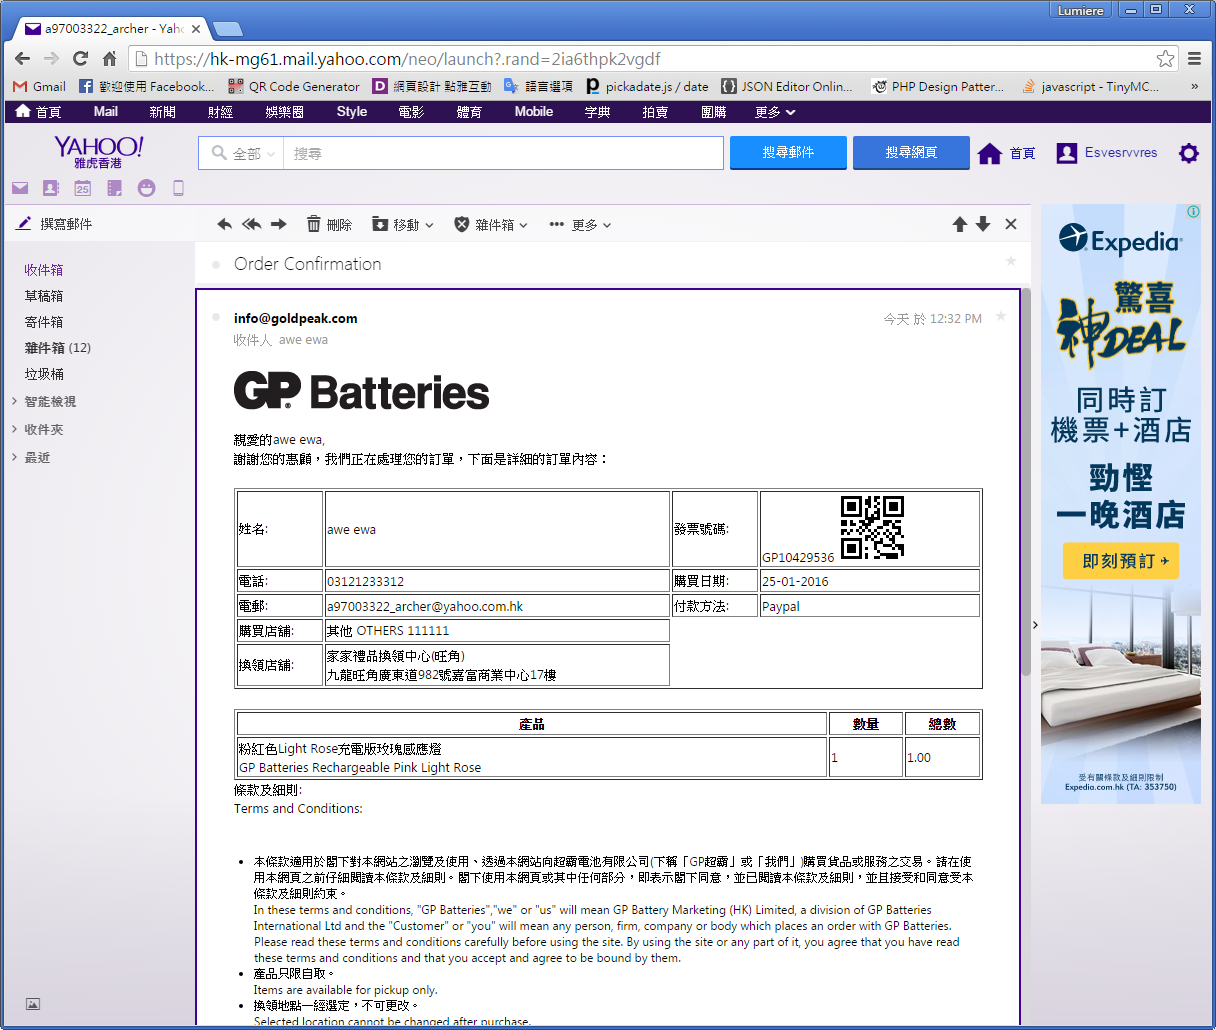 Lumiere
a97003322_archer - Yaho
https://hk-mg61.mail.yahoo.com/neo/launch?.rand=2ia6thpk2vgdf
Gmail 歡迎使用 Facebook... QR Code Generator 網頁設計 點雅互動 語言選項 pickadate.js / date JSON Editor Onlin... PHP Design Patter... javascript - TinyMC... »
首頁 Mail 新聞 財經 娛樂圈 Style 電影 體育 Mobile 字典 拍賣 團購 更多
YAHOO!
雅虎香港
全部 搜尋 搜尋郵件 搜尋網頁 首頁 Esvesrvvres
25
撰寫郵件
刪除 移動 雜件箱 更多
收件箱
草稿箱
寄件箱
雜件箱 (12)
垃圾桶
智能檢視
收件夾
最近
Order Confirmation
info@goldpeak.com 今天 於 12:32 PM
收件人 awe ewa
GP Batteries
親愛的awe ewa,
謝謝您的惠顧，我們正在處理您的訂單，下面是詳細的訂單內容：
姓名: awe ewa 發票號碼: GP10429536
電話: 03121233312 購買日期: 25-01-2016
電郵: a97003322_archer@yahoo.com.hk 付款方法: Paypal
購買店舖: 其他 OTHERS 111111
換領店舖: 家家禮品換領中心(旺角)
九龍旺角廣東道982號嘉富商業中心17樓
產品 數量 總數
粉紅色Light Rose充電版玫瑰感應燈
GP Batteries Rechargeable Pink Light Rose 1 1.00
條款及細則:
Terms and Conditions:
• 本條款適用於閣下對本網站之瀏覽及使用、透過本網站向超霸電池有限公司(下稱「GP超霸」或「我們」)購買貨品或服務之交易。請在使
用本網頁之前仔細閱讀本條款及細則。閣下使用本網頁或其中任何部分，即表示閣下同意，並已閱讀本條款及細則，並且接受和同意受本
條款及細則約束。
In these terms and conditions, "GP Batteries","we" or "us" will mean GP Battery Marketing (HK) Limited, a division of GP Batteries
International Ltd and the "Customer" or "you" will mean any person, firm, company or body which places an order with GP Batteries.
Please read these terms and conditions carefully before using the site. By using the site or any part of it, you agree that you have read
these terms and conditions and that you accept and agree to be bound by them.
• 產品只限自取。
Items are available for pickup only.
• 換領地點一經選定，不可更改。
Selected location cannot be changed after purchase.
Expedia
驚喜
神DEAL
同時訂
機票+酒店
勁慳
一晚酒店
即刻預訂
受有關條款及細則限制
Expedia.com.hk (TA: 353750)